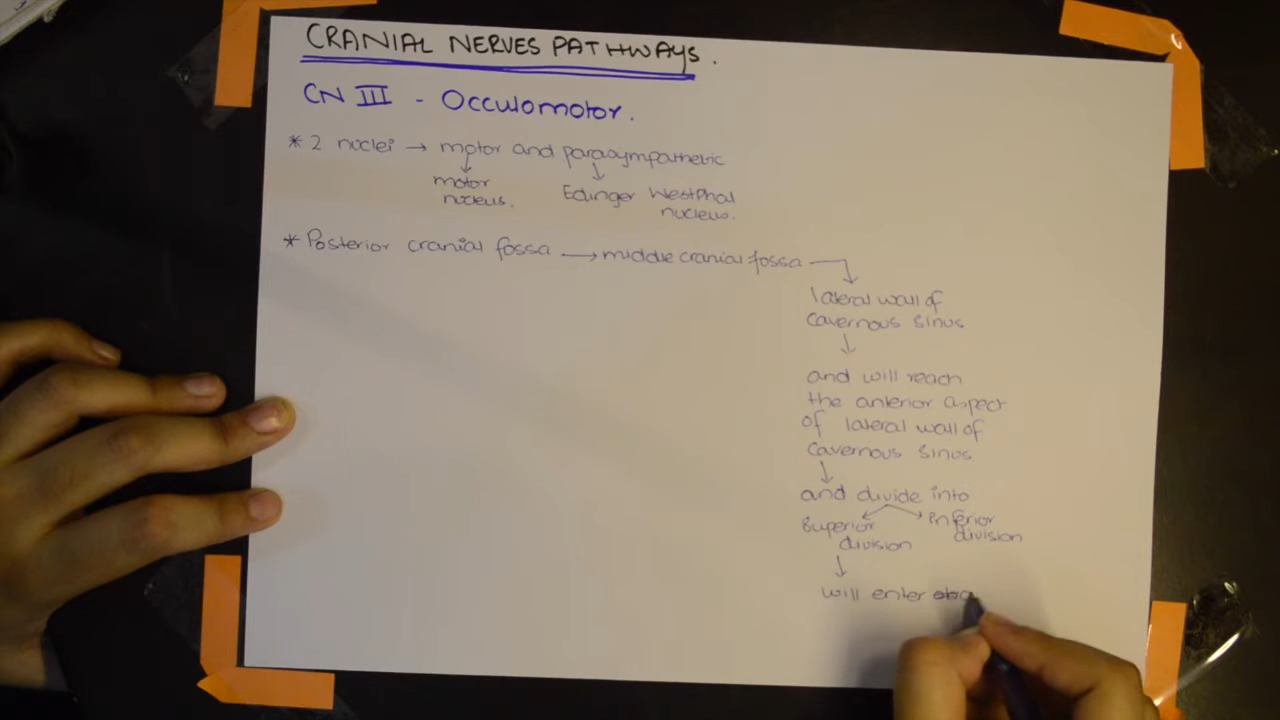 CRANIAL NERVES PATHWAYS.
CN III - Occulomotor.
* 2 nuclei → motor and parasympathetic
motor nucleus.
Edinger WestPhal nucleus.
* Posterior cranial fossa → middle cranial fossa
lateral wall of
cavernous sinus
and will reach
the anterior aspect
of lateral wall of
cavernous sinus
and divide into
Superior division
inferior division
will enter